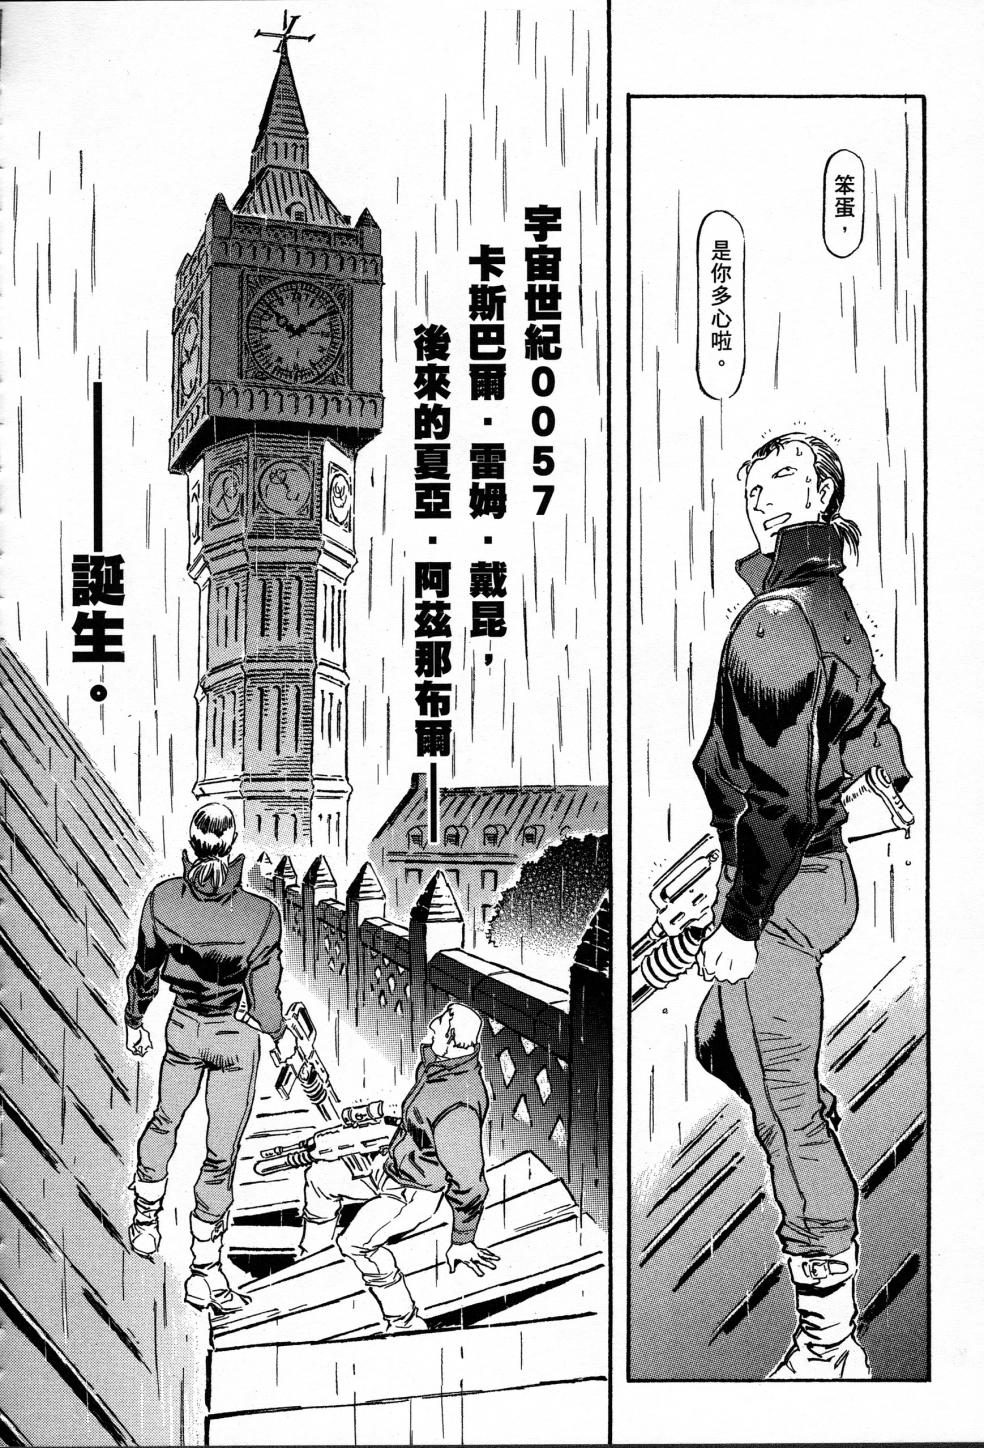 笨蛋，
是你多心啦。
宇宙世紀0057
卡斯巴爾·雷姆·戴昆，
後來的夏亞·阿茲那布爾——
——誕生。